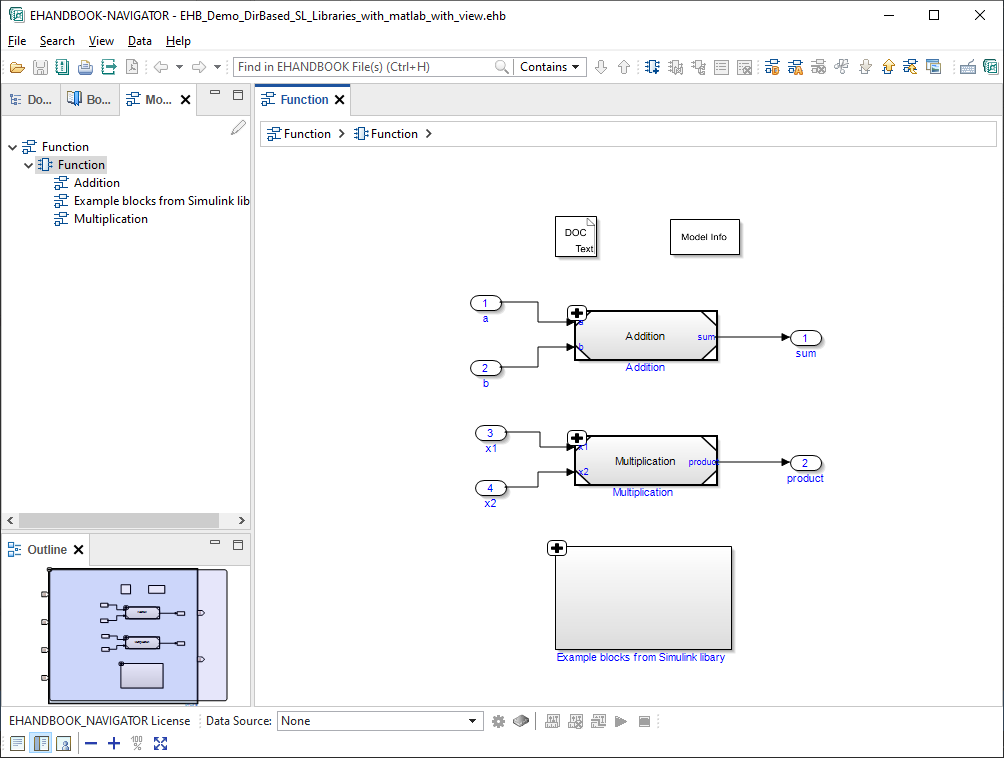 EHANDBOOK-NAVIGATOR - EHB_Demo_DirBased_SL_Libraries_with_matlab_with_view.ehb
File Search View Data Help
Find in EHANDBOOK File(s) (Ctrl+H) Contains
Do... Bo... Mo...
Function
Function
Addition
Example blocks from Simulink lib
Multiplication
Outline
Function
Function Function
DOC
Text
Model Info
1
a
2
b
a
b
Addition
sum
Addition
1
sum
3
x1
4
x2
x1
x2
Multiplication
product
Multiplication
2
product
Example blocks from Simulink libary
EHANDBOOK_NAVIGATOR License Data Source: None
100
%